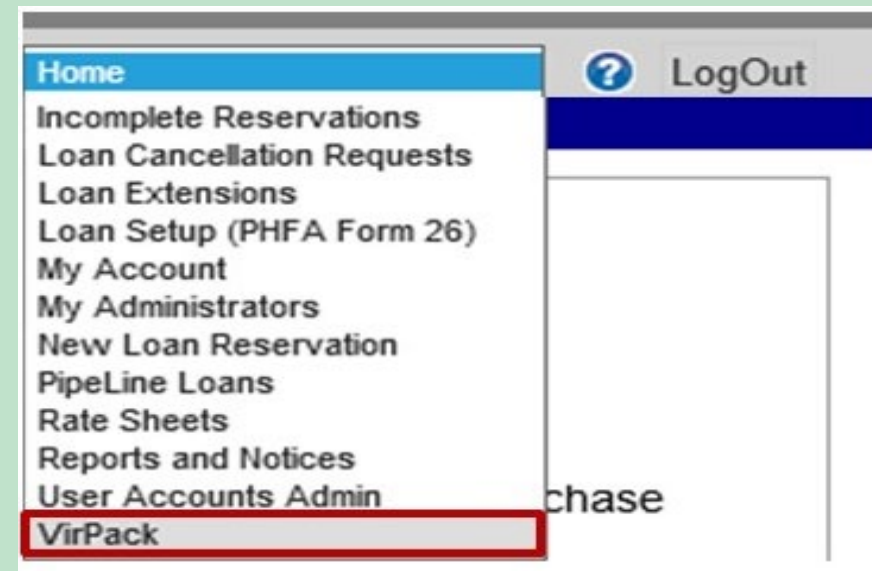 Home ? LogOut
Incomplete Reservations
Loan Cancellation Requests
Loan Extensions
Loan Setup (PHFA Form 26)
My Account
My Administrators
New Loan Reservation
PipeLine Loans
Rate Sheets
Reports and Notices
User Accounts Admin chase
VirPack